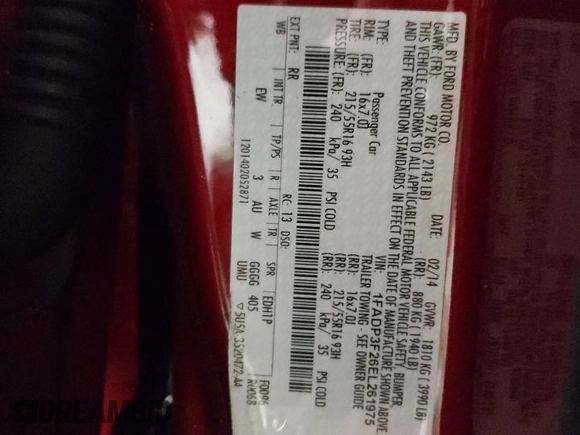 MFD. BY FORD MOTOR CO.
DATE: 02/14 GVWR: 1810 KG ( 3990 LB)
GAWR: (FR): 972 KG ( 2143 LB) (RR): 880 KG ( 1940 LB)
THIS VEHICLE CONFORMS TO ALL APPLICABLE FEDERAL MOTOR VEHICLE SAFETY, BUMPER,
AND THEFT PREVENTION STANDARDS IN EFFECT ON THE DATE OF MANUFACTURE SHOWN ABOVE.
VIN: 1FADP3F26EL261975
TYPE: Passenger Car TRAILER TOWING - SEE OWNER GUIDE
RIM: (FR): 16x7.0J (RR): 16x7.0J
TIRE: (FR): 215/55R16 93H (RR): 215/55R16 93H
PRESSURE (FR): 240 kPa/ 35 PSI COLD (RR): 240 kPa/ 35 PSI COLD
EXT PNT: RR RC: 13 DSO:
WB INT TR TP/PS R AXLE TR SPR EDH1P
EW 3 AU W GGGG 405
1201402052871 UMU
▽ 5U5A 3520472 AA
DREAMBID